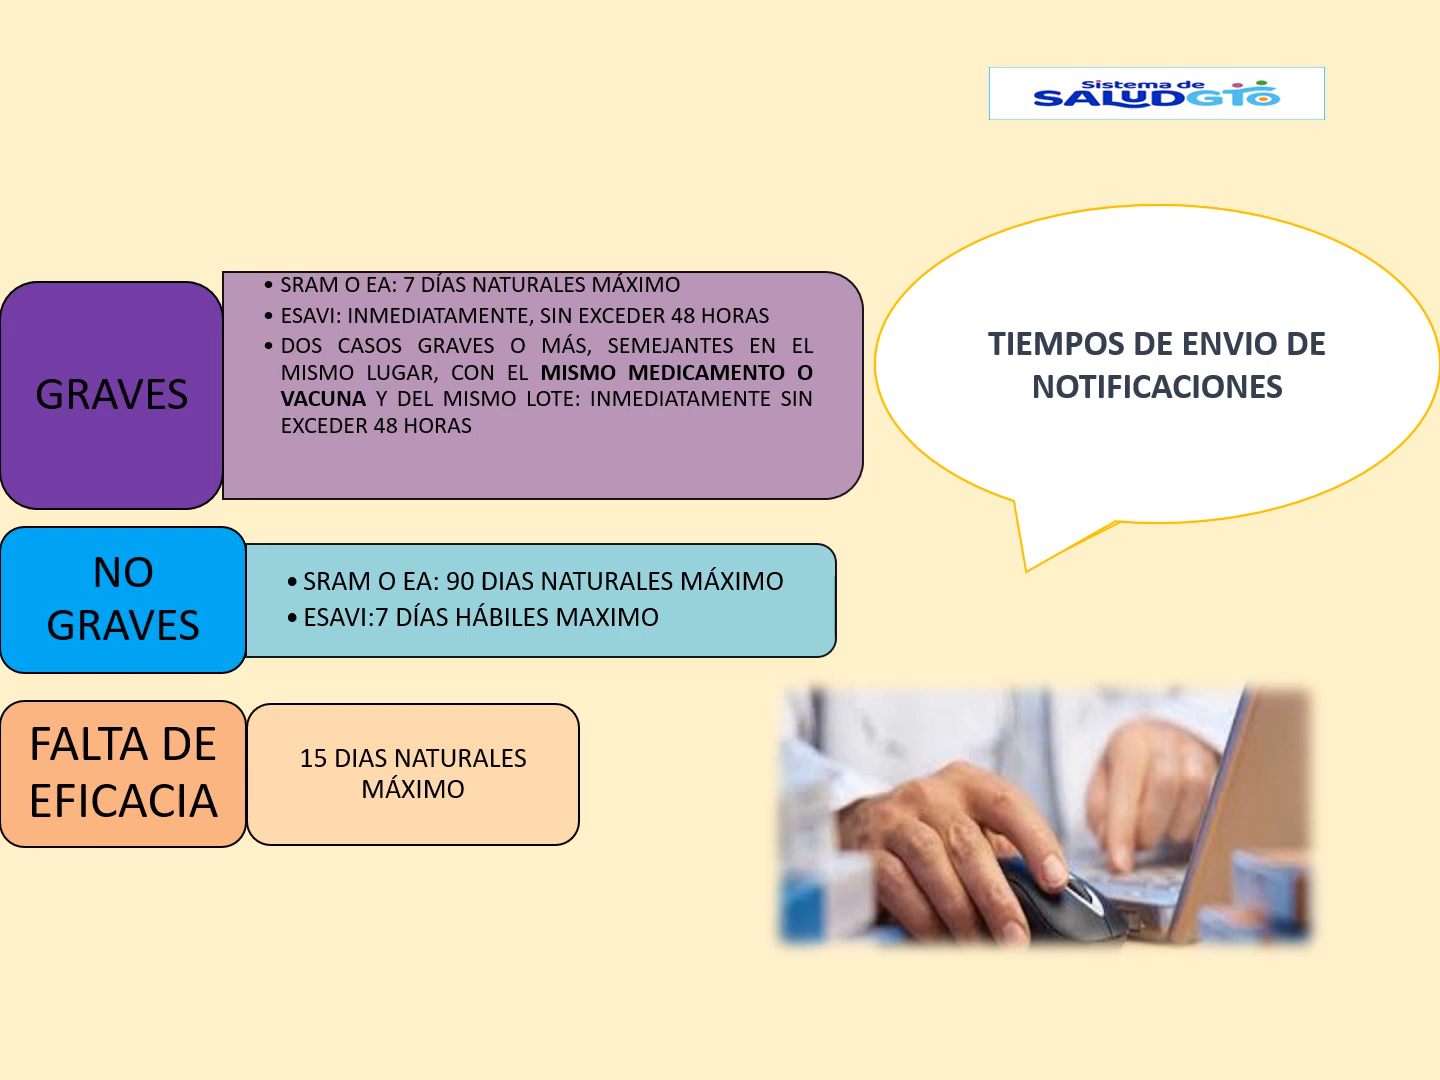 Sistema de
SALUDGTO
TIEMPOS DE ENVIO DE
NOTIFICACIONES
GRAVES
• SRAM O EA: 7 DÍAS NATURALES MÁXIMO
• ESAVI: INMEDIATAMENTE, SIN EXCEDER 48 HORAS
• DOS CASOS GRAVES O MÁS, SEMEJANTES EN EL
MISMO LUGAR, CON EL MISMO MEDICAMENTO O
VACUNA Y DEL MISMO LOTE: INMEDIATAMENTE SIN
EXCEDER 48 HORAS
NO
GRAVES
• SRAM O EA: 90 DIAS NATURALES MÁXIMO
• ESAVI:7 DÍAS HÁBILES MAXIMO
FALTA DE
EFICACIA
15 DIAS NATURALES
MÁXIMO